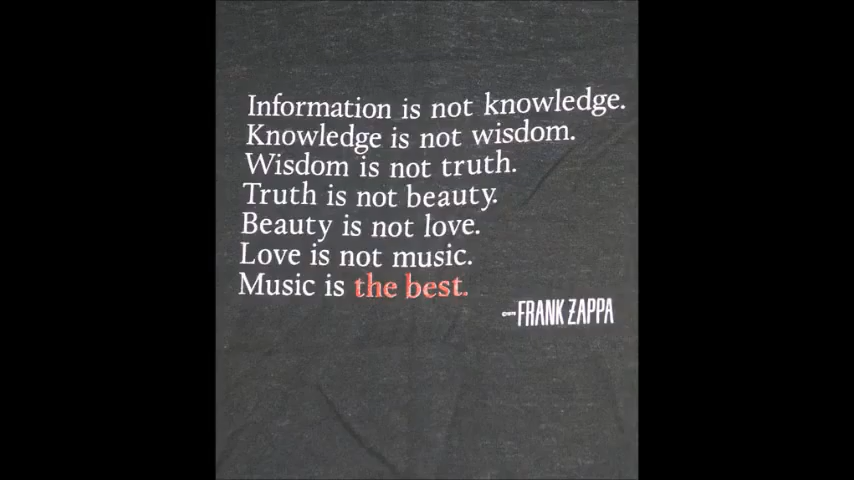 Information is not knowledge.
Knowledge is not wisdom.
Wisdom is not truth.
Truth is not beauty.
Beauty is not love.
Love is not music.
Music is the best.
—FRANK ZAPPA